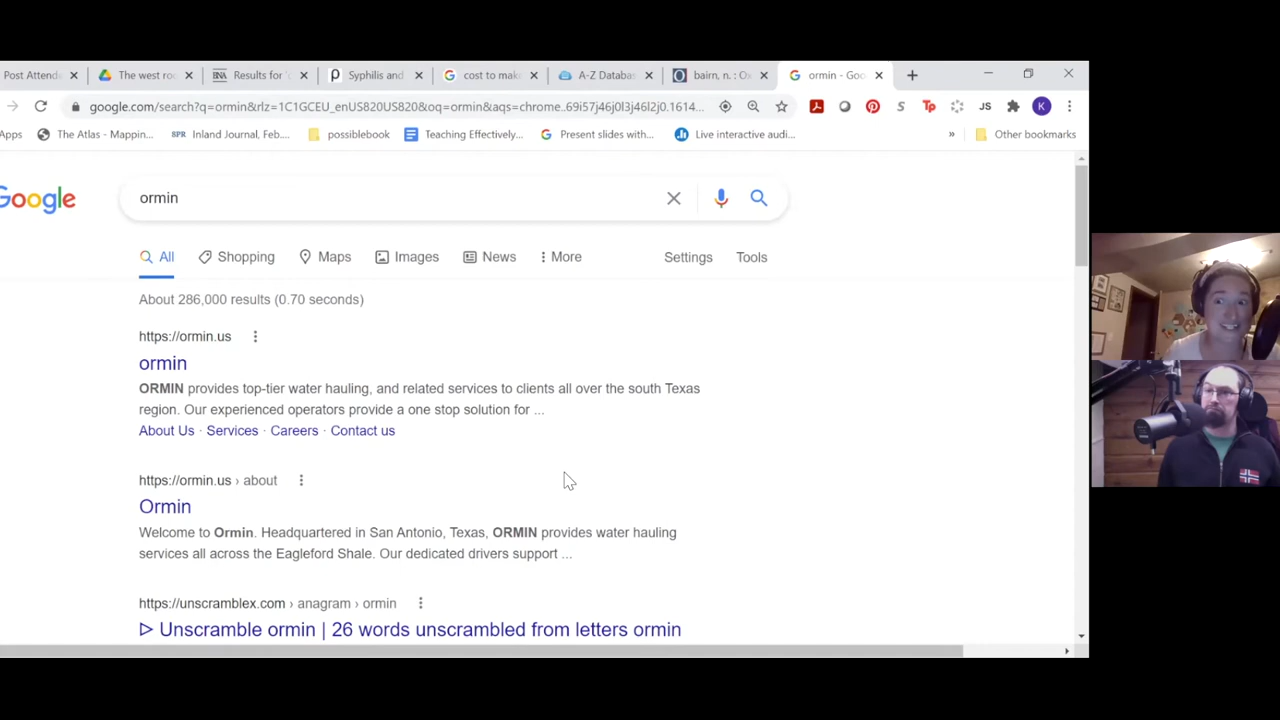 Post Attend
The west ro
Results for '
Syphilis and
cost to make
A-Z Databas
bairn, n. : Ox
ormin - Goo
google.com/search?q=ormin&rlz=1C1GCEU_enUS820US820&oq=ormin&aqs=chrome..69i57j46j0l3j46l2j0.1614...
JS
K
Apps
The Atlas - Mappin...
SPR Inland Journal, Feb....
possiblebook
Teaching Effectively...
Present slides with...
Live interactive audi...
»
Other bookmarks
Google
ormin
All
Shopping
Maps
Images
News
More
Settings
Tools
About 286,000 results (0.70 seconds)
https://ormin.us
ormin
ORMIN provides top-tier water hauling, and related services to clients all over the south Texas
region. Our experienced operators provide a one stop solution for ...
About Us · Services · Careers · Contact us
https://ormin.us › about
Ormin
Welcome to Ormin. Headquartered in San Antonio, Texas, ORMIN provides water hauling
services all across the Eagleford Shale. Our dedicated drivers support ...
https://unscramblex.com › anagram › ormin
▷ Unscramble ormin | 26 words unscrambled from letters ormin